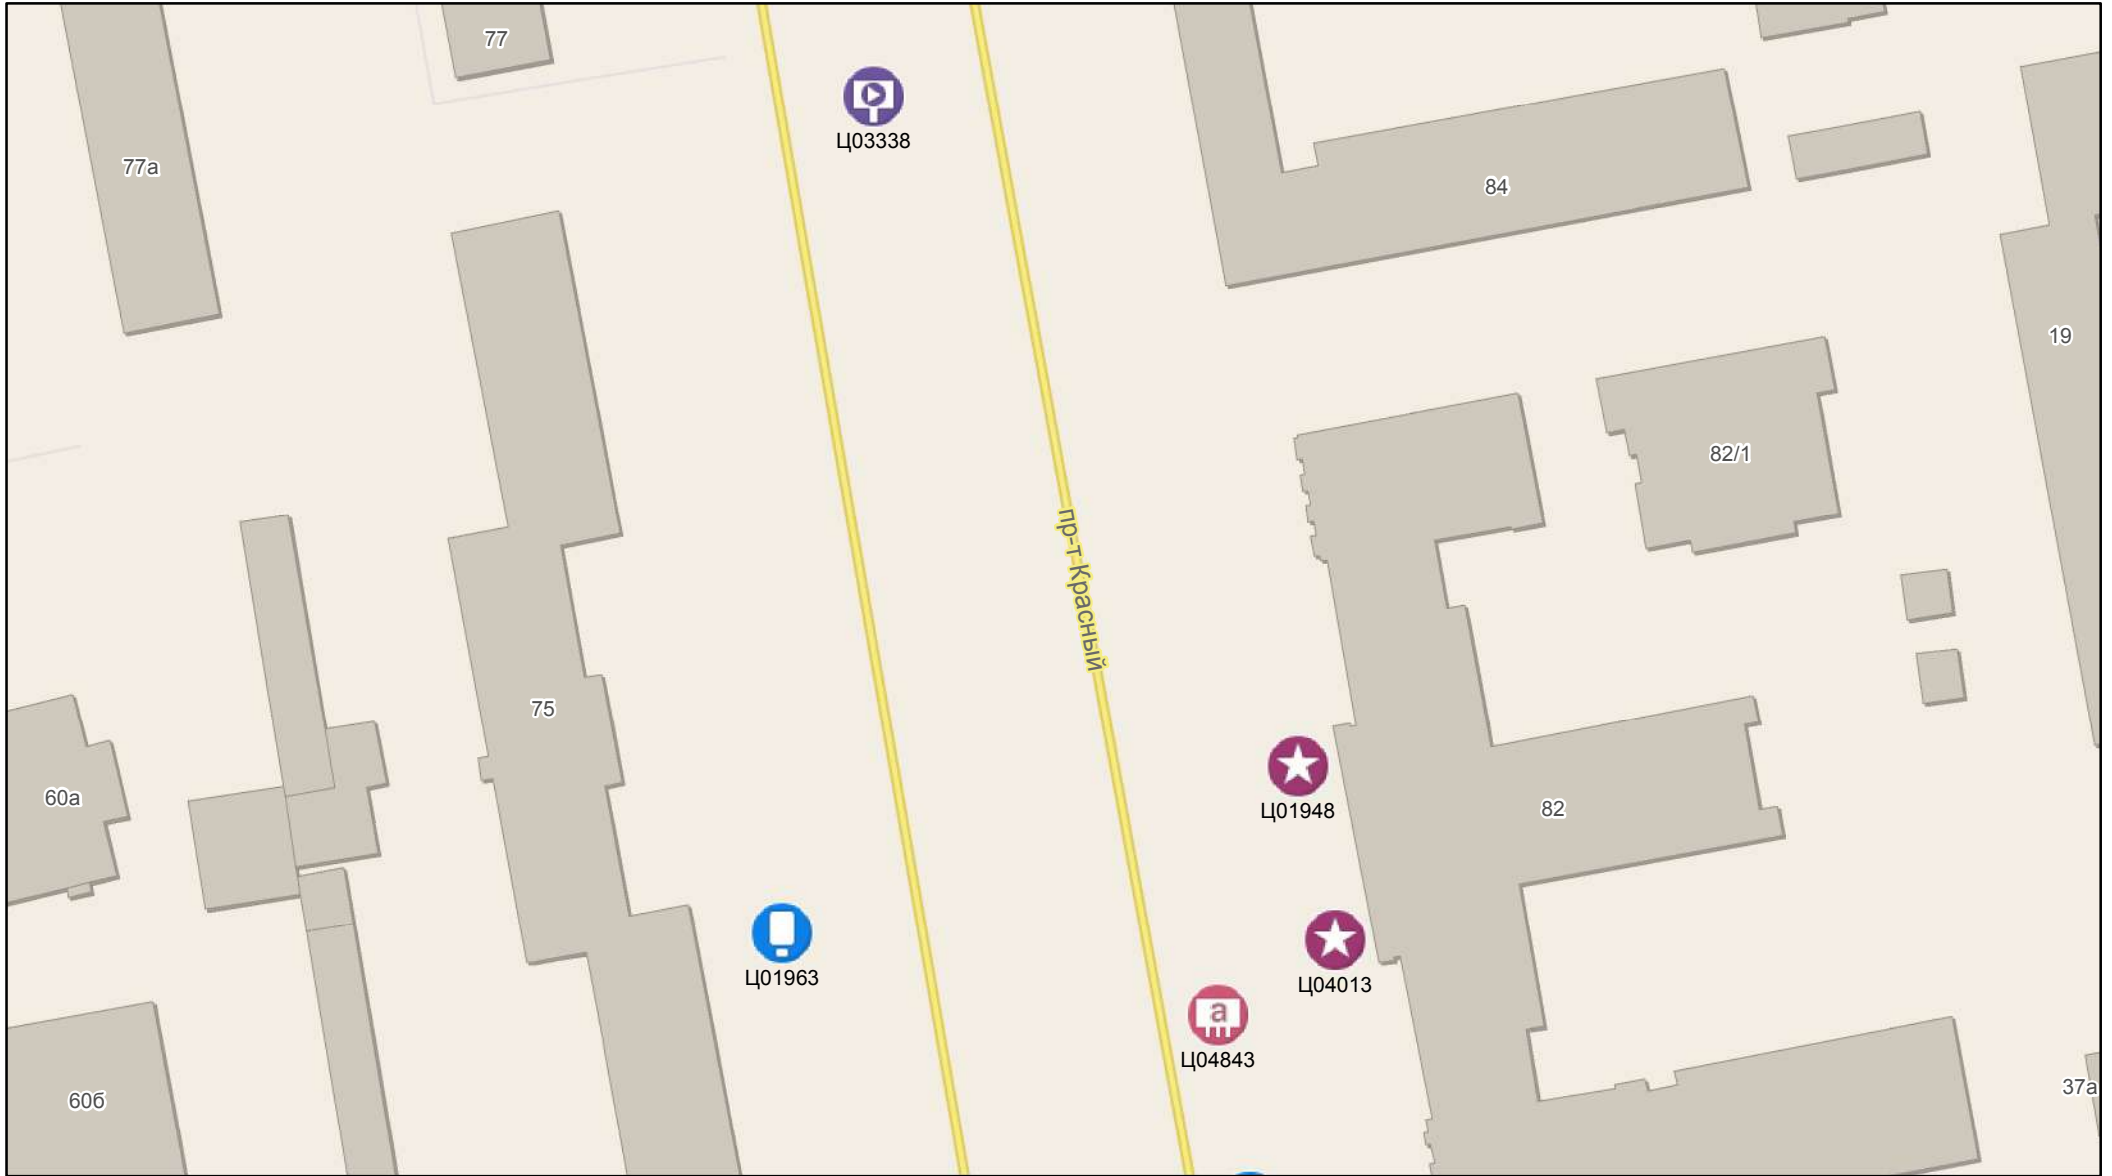 77
Ц03338
77а
84
19
82/1
пр-т Красный
75
60а
Ц01948
82
Ц01963
Ц04013
a
Ц04843
60б
37а